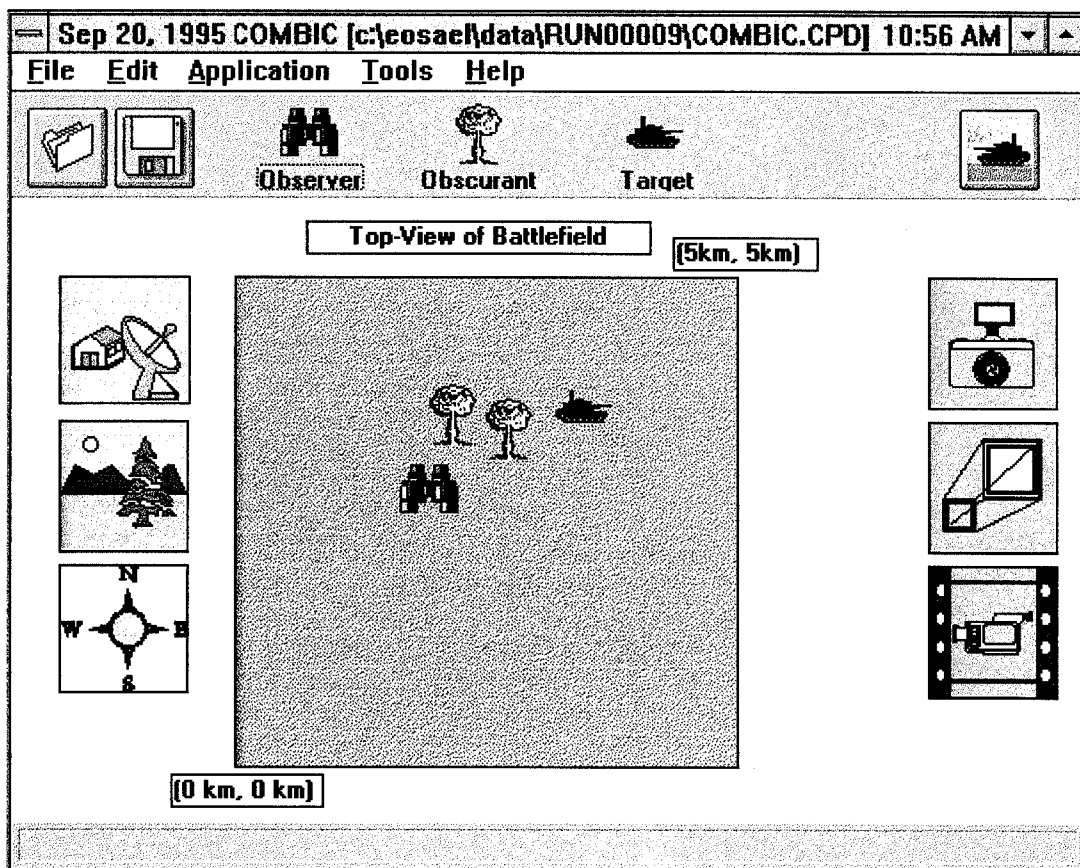 Sep 20, 1995 COMBIC [c:\eosael\data\RUN00009\COMBIC.CPD] 10:56 AM
File Edit Application Tools Help
Observer Obscurant Target
Top-View of Battlefield
(5km, 5km)
N
W E
S
(0 km, 0 km)